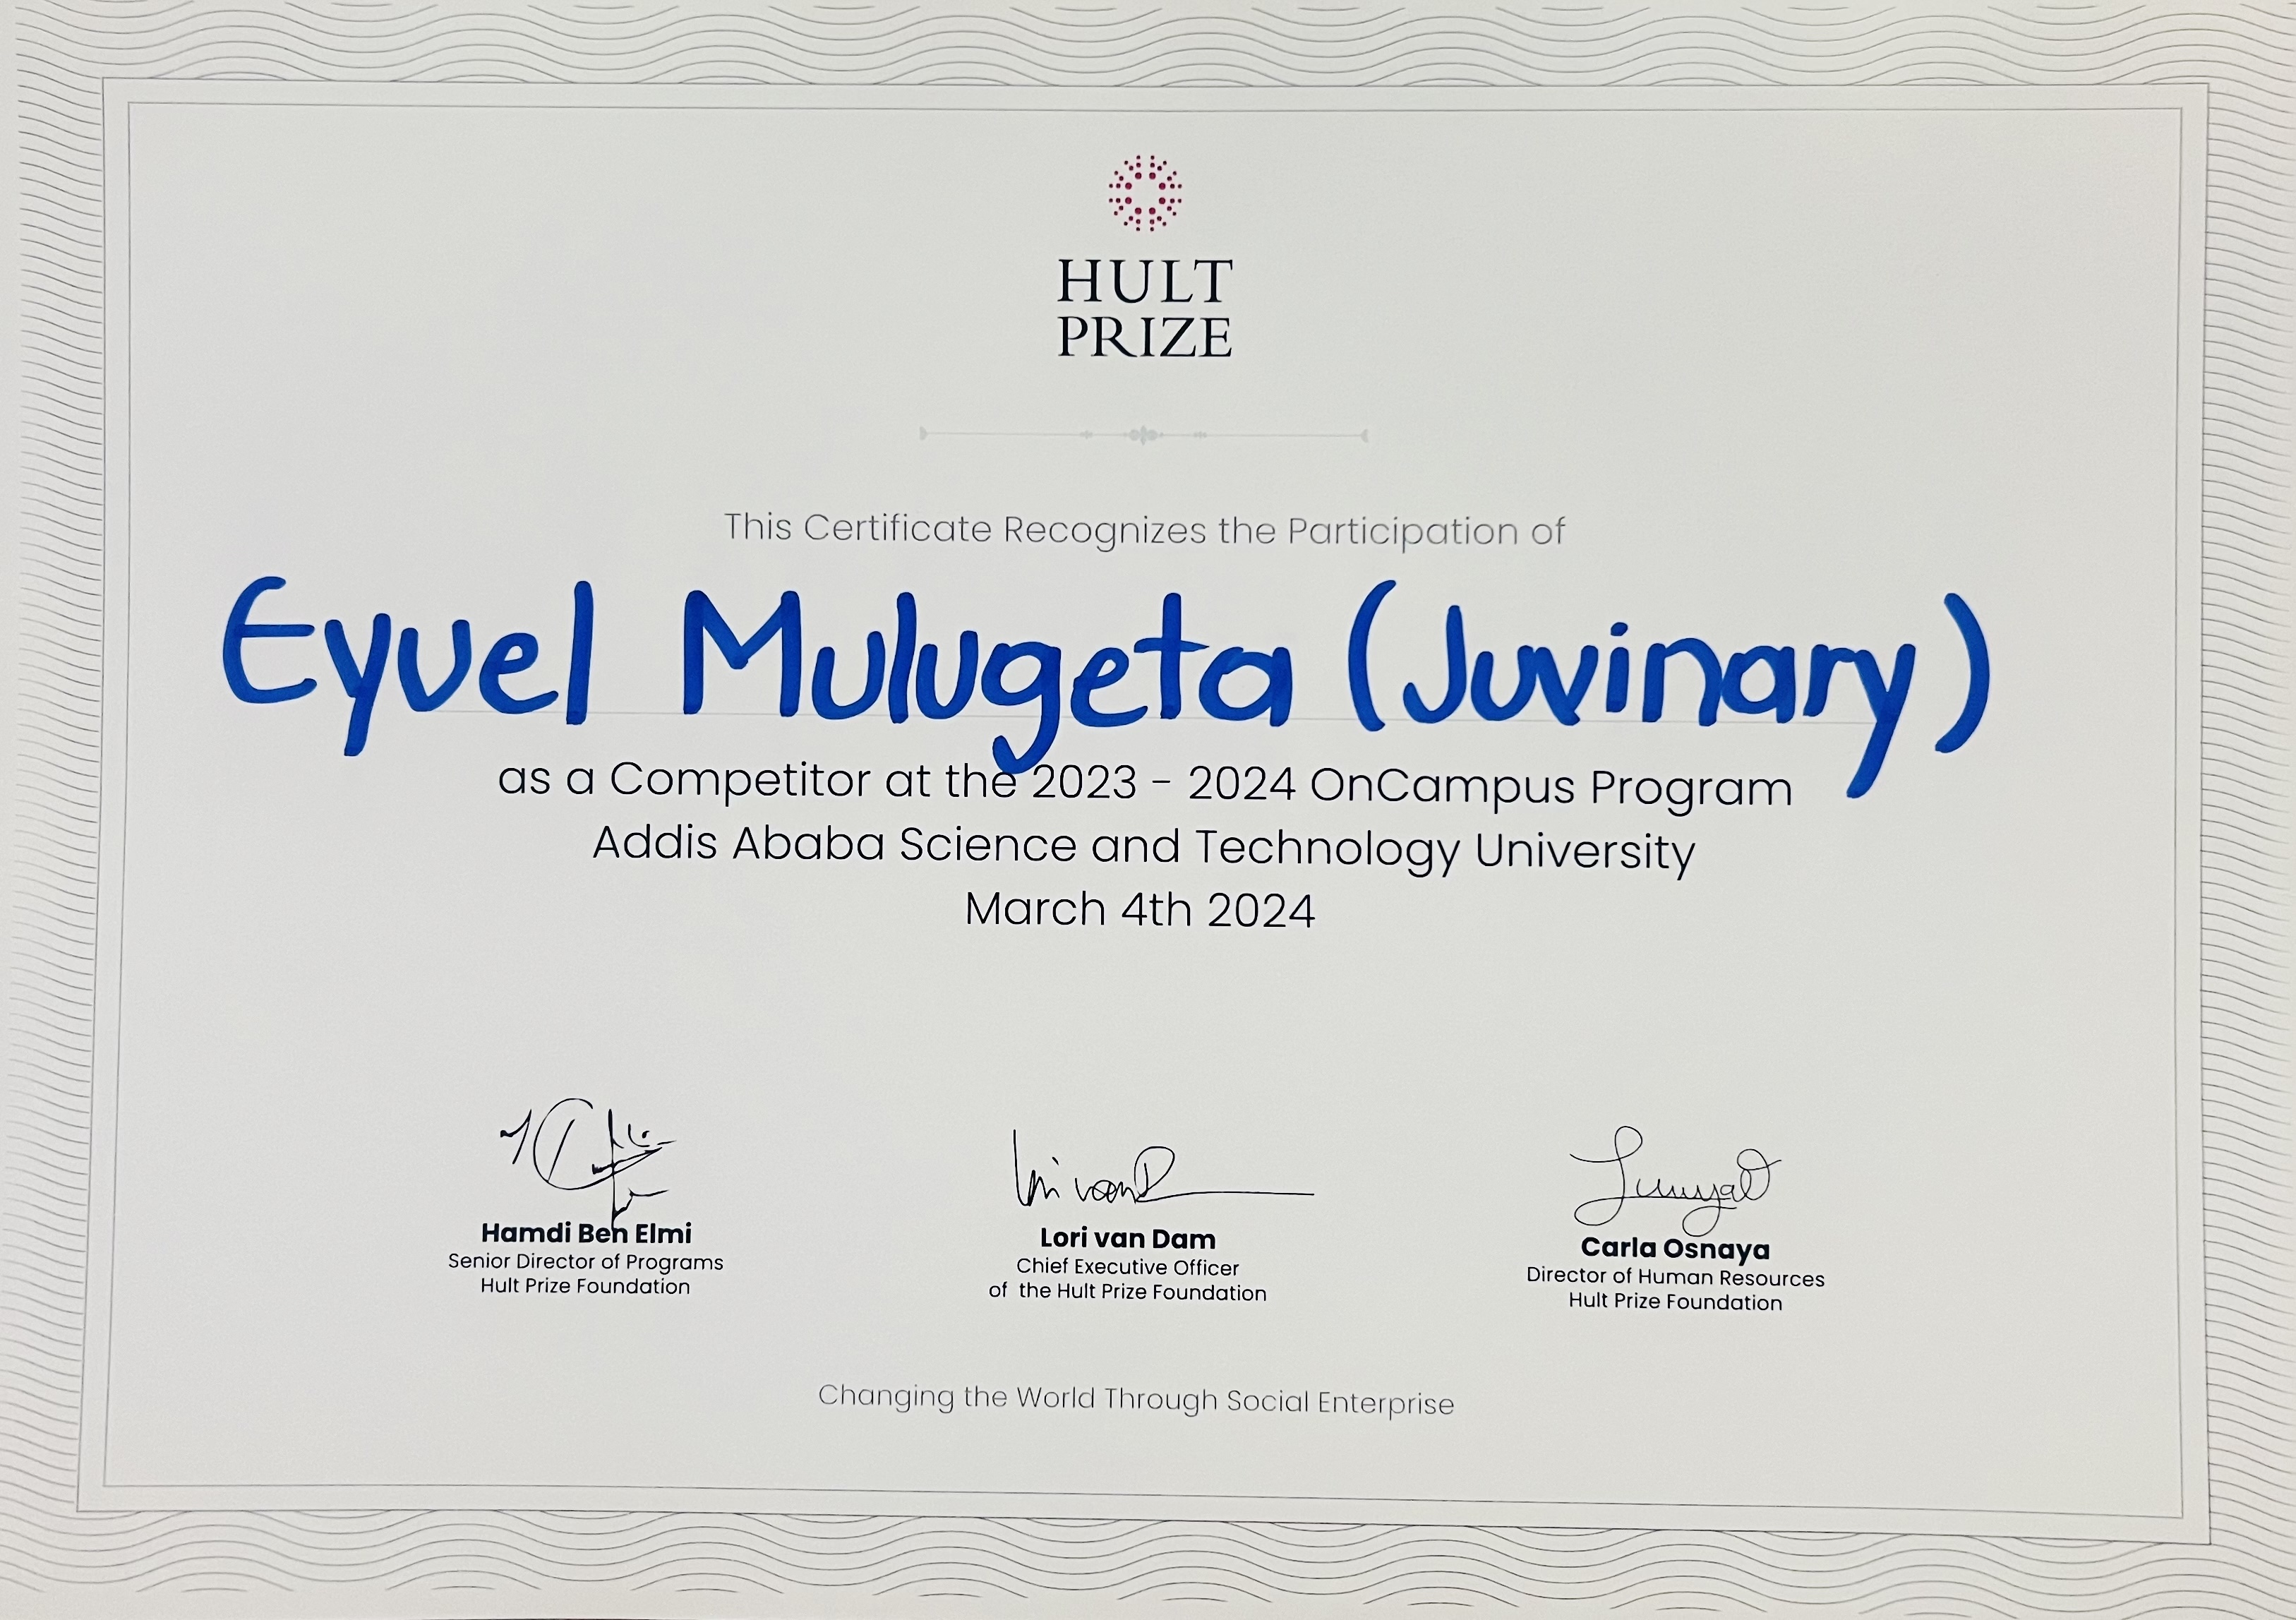 HULT
PRIZE
This Certificate Recognizes the Participation of
Eyuel Mulugeta (Juvinary)
as a Competitor at the 2023 - 2024 OnCampus Program
Addis Ababa Science and Technology University
March 4th 2024
Hamdi Ben Elmi
Senior Director of Programs
Hult Prize Foundation
Lori van Dam
Chief Executive Officer
of the Hult Prize Foundation
Carla Osnaya
Director of Human Resources
Hult Prize Foundation
Changing the World Through Social Enterprise